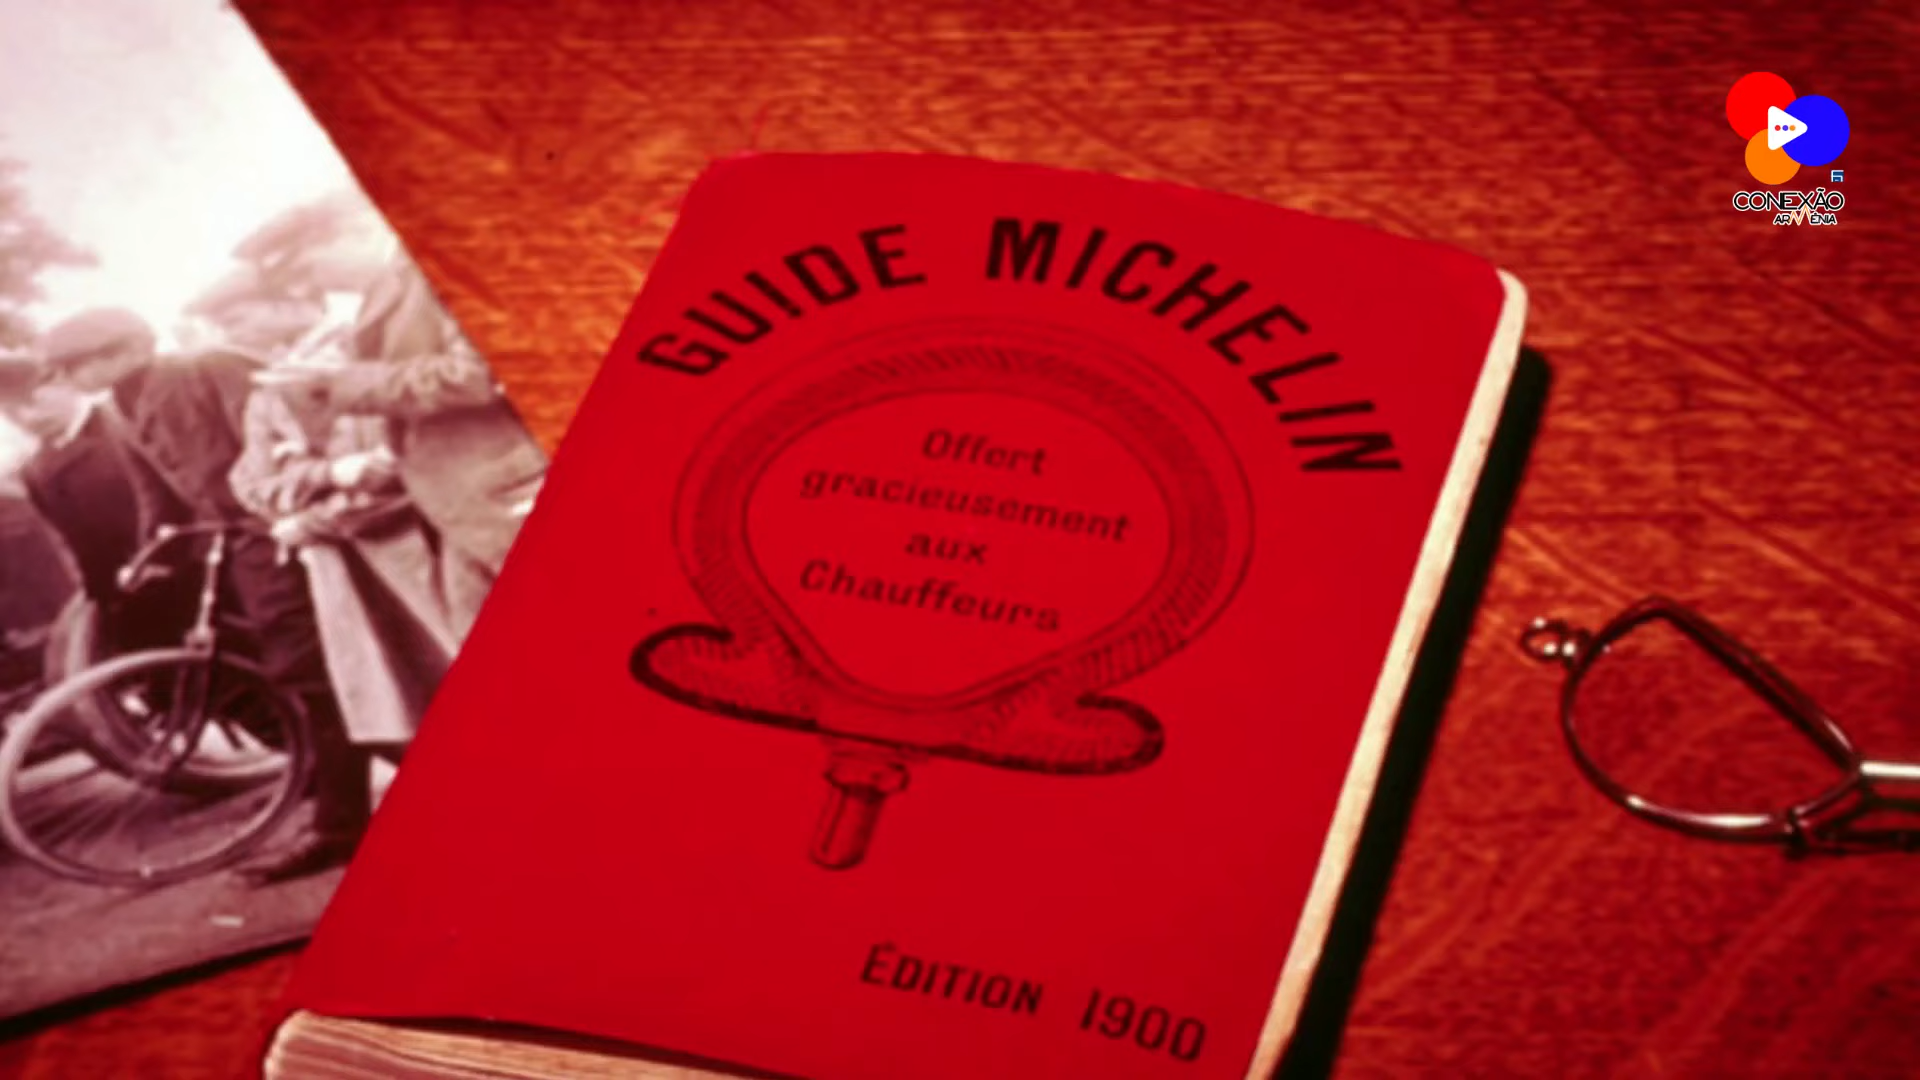 GUIDE MICHELIN
Offert
gracieusement
aux
Chauffeurs
ÉDITION 1900
CONEXÃO
ARMÊNIA